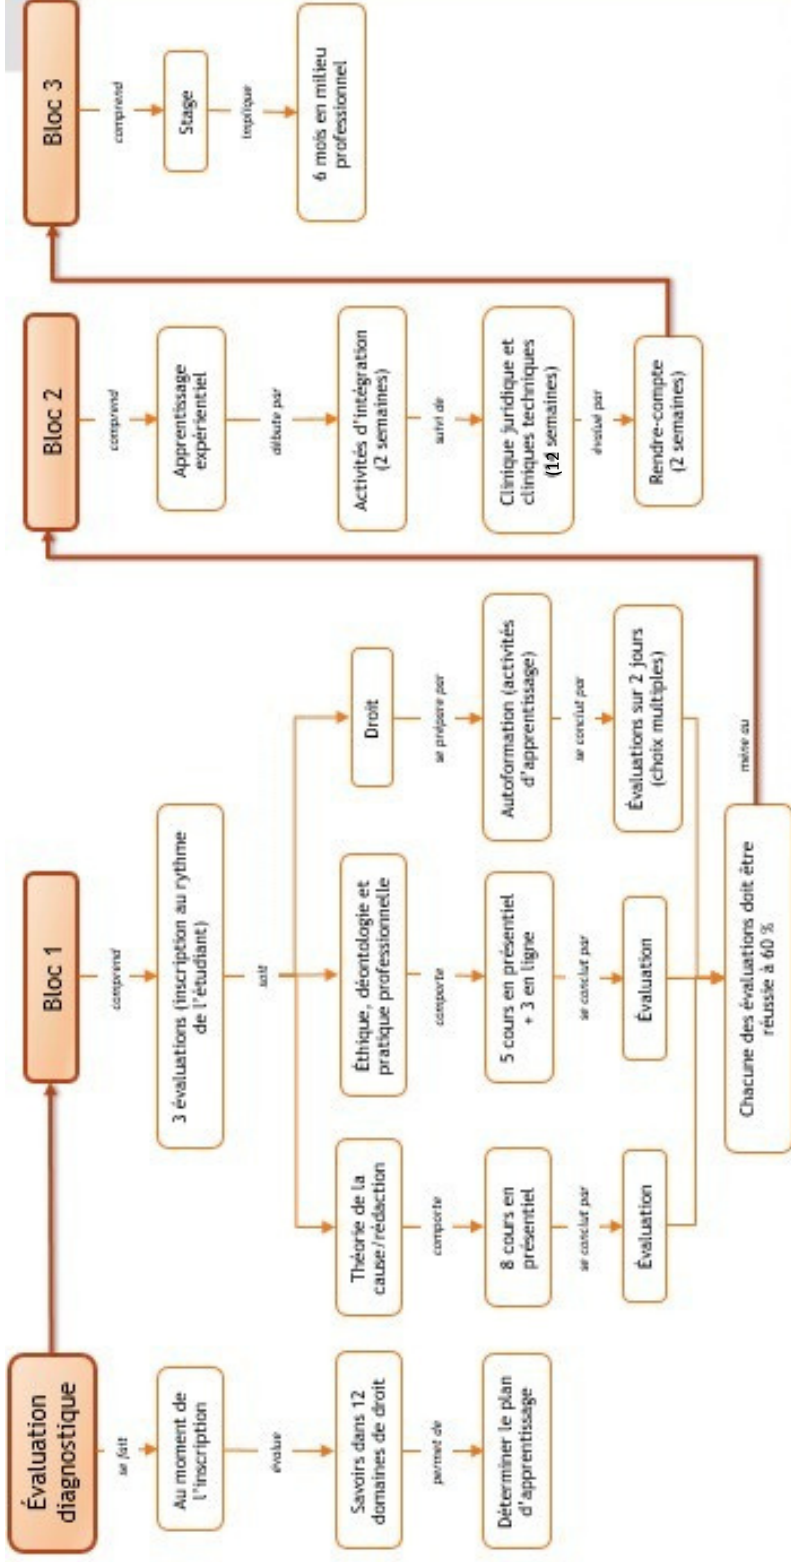 Évaluation
diagnostique
se fait
Au moment de
l'inscription
évalue
Savoirs dans 12
domaines de droit
permet de
Déterminer le plan
d'apprentissage
Bloc 1
comprend
3 évaluations (inscription au rythme
de l'étudiant)
soit
Théorie de la
cause/rédaction
comporte
8 cours en
présentiel
se conclut par
Évaluation
Éthique, déontologie et
pratique professionnelle
comporte
5 cours en présentiel
+ 3 en ligne
se conclut par
Évaluation
Droit
se prépare par
Autoformation (activités
d'apprentissage)
se conclut par
Évaluations sur 2 jours
(choix multiples)
Chacune des évaluations doit être
réussie à 60 %
mène au
Bloc 2
comprend
Apprentissage
expérientiel
débute par
Activités d'intégration
(2 semaines)
suivi de
Clinique juridique et
cliniques techniques
(12 semaines)
évalué par
Rendre-compte
(2 semaines)
Bloc 3
comprend
Stage
implique
6 mois en milieu
professionnel